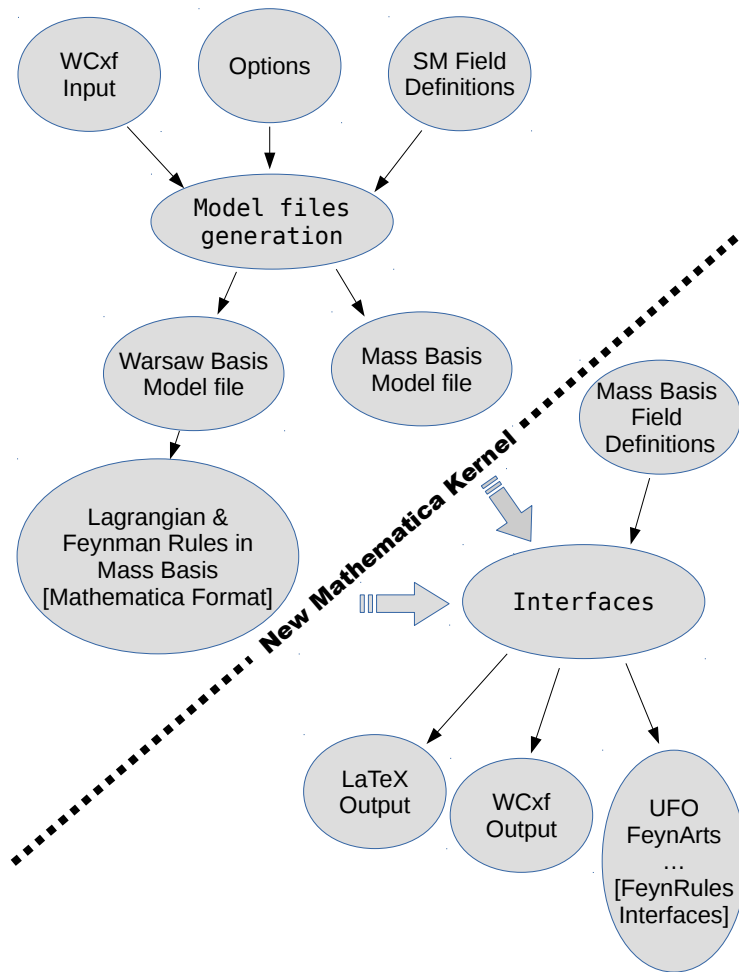 WCxf
Input
Options
SM Field
Definitions
Model files
generation
Warsaw Basis
Model file
Mass Basis
Model file
Mass Basis
Field
Definitions
Lagrangian &
Feynman Rules in
Mass Basis
[Mathematica Format]
New Mathematica Kernel
Interfaces
LaTeX
Output
WCxf
Output
UFO
FeynArts
...
[FeynRules
Interfaces]